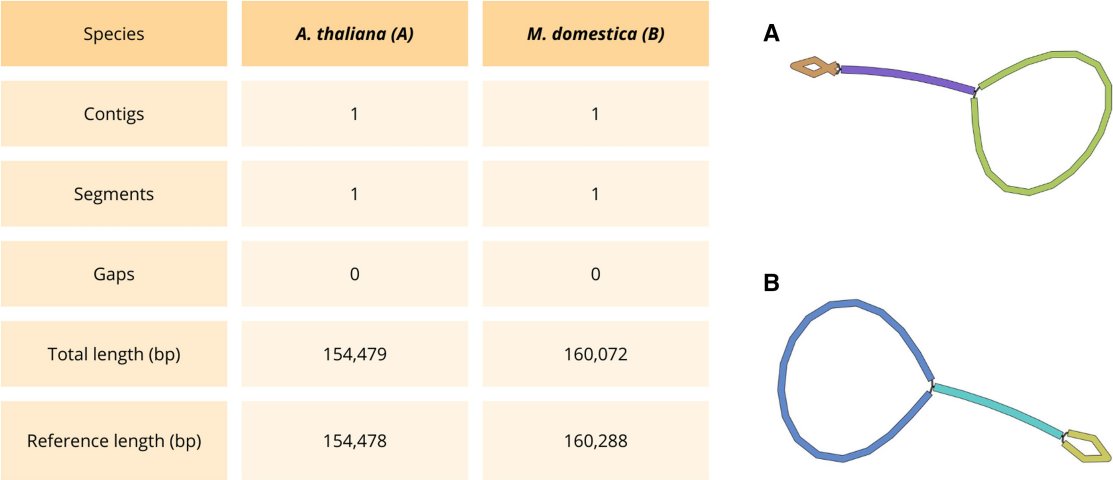 Species A. thaliana (A) M. domestica (B)
Contigs 1 1
Segments 1 1
Gaps 0 0
Total length (bp) 154,479 160,072
Reference length (bp) 154,478 160,288
A
B